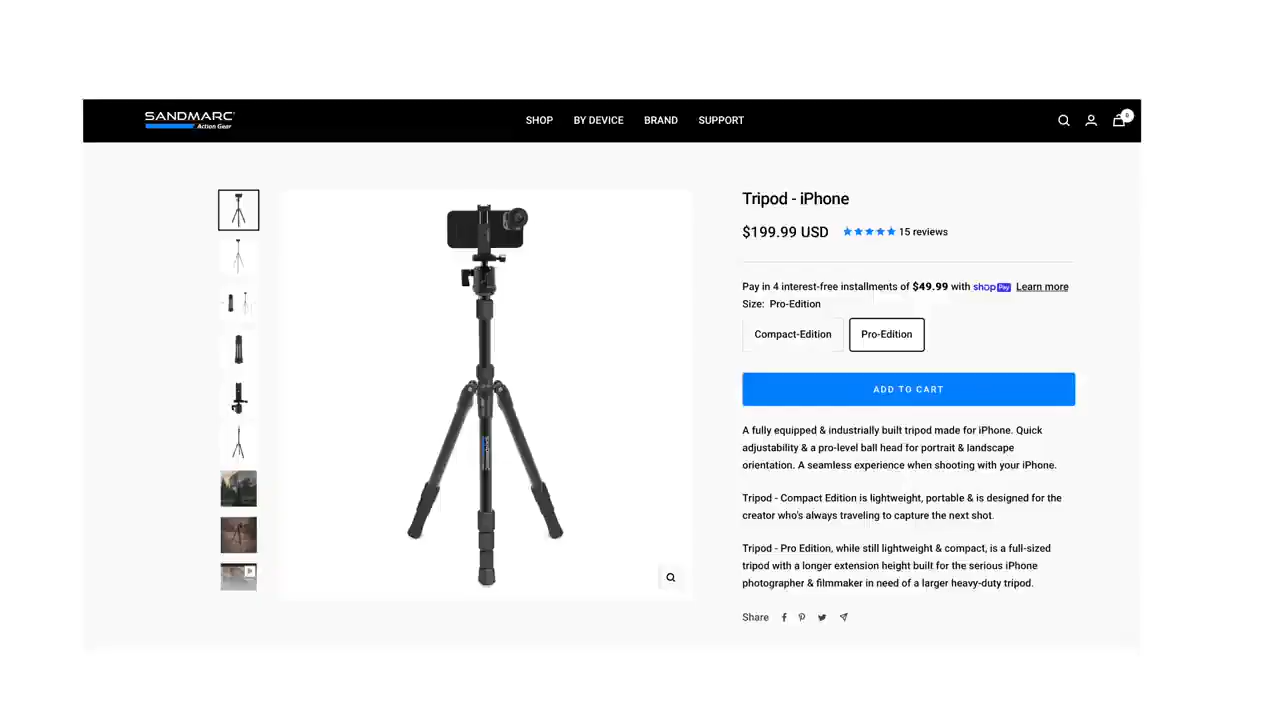 SANDMARC
Action Gear
SHOP BY DEVICE BRAND SUPPORT
0
Tripod - iPhone
$199.99 USD 15 reviews
Pay in 4 interest-free installments of $49.99 with shop Pay Learn more
Size: Pro-Edition
Compact-Edition Pro-Edition
ADD TO CART
A fully equipped & industrially built tripod made for iPhone. Quick
adjustability & a pro-level ball head for portrait & landscape
orientation. A seamless experience when shooting with your iPhone.
Tripod - Compact Edition is lightweight, portable & is designed for the
creator who's always traveling to capture the next shot.
Tripod - Pro Edition, while still lightweight & compact, is a full-sized
tripod with a longer extension height built for the serious iPhone
photographer & filmmaker in need of a larger heavy-duty tripod.
Share